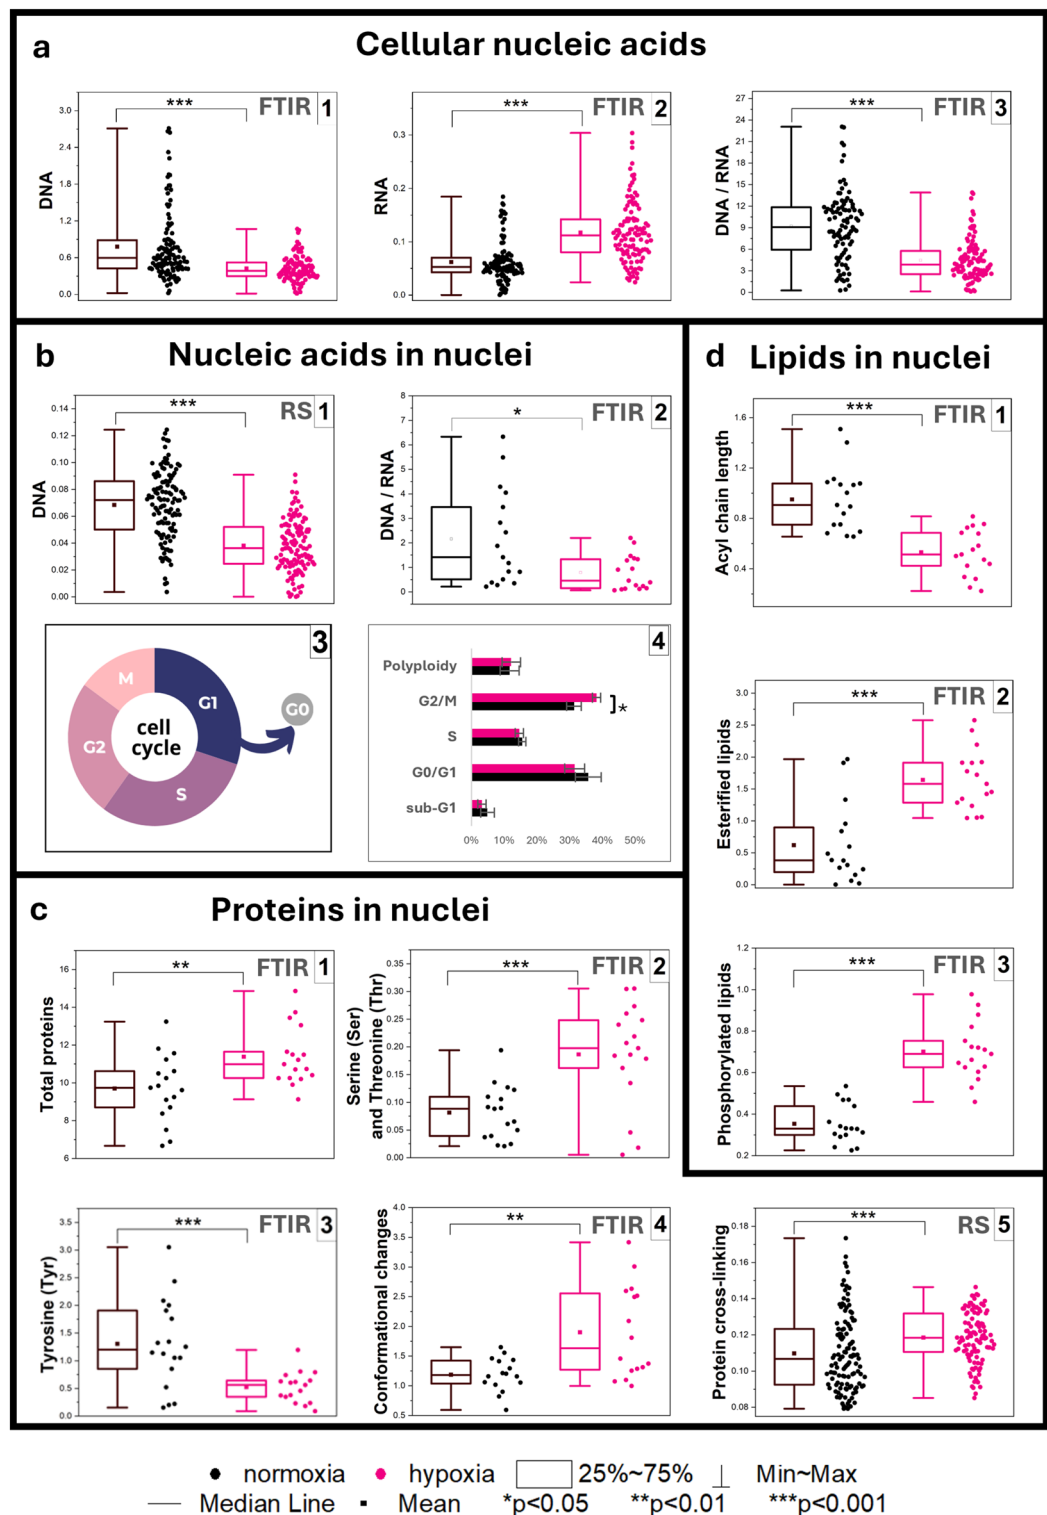 a
Cellular nucleic acids
FTIR 1
***
DNA
3.0
2.4
1.8
1.2
0.6
0.0
FTIR 2
***
RNA
0.3
0.2
0.1
0.0
FTIR 3
***
DNA / RNA
27
24
21
18
15
12
9
6
3
0
b
Nucleic acids in nuclei
RS 1
***
DNA
0.14
0.12
0.10
0.08
0.06
0.04
0.02
0.00
FTIR 2
*
DNA / RNA
8
7
6
5
4
3
2
1
0
3
M
G1
G0
G2
S
cell
cycle
4
Polyploidy
G2/M
*
S
G0/G1
sub-G1
0% 10% 20% 30% 40% 50%
d
Lipids in nuclei
FTIR 1
***
Acyl chain length
1.6
1.2
0.8
0.4
FTIR 2
***
Esterified lipids
3.0
2.5
2.0
1.5
1.0
0.5
0.0
FTIR 3
***
Phosphorylated lipids
1.2
1.0
0.8
0.6
0.4
0.2
c
Proteins in nuclei
FTIR 1
**
Total proteins
16
14
12
10
8
6
FTIR 2
***
Serine (Ser)
and Threonine (Thr)
0.35
0.30
0.25
0.20
0.15
0.10
0.05
0.00
FTIR 3
***
Tyrosine (Tyr)
3.5
3.0
2.5
2.0
1.5
1.0
0.5
0.0
FTIR 4
**
Conformational changes
4.0
3.5
3.0
2.5
2.0
1.5
1.0
0.5
RS 5
***
Protein cross-linking
0.18
0.16
0.14
0.12
0.10
0.08
normoxia hypoxia 25%~75% Min~Max
Median Line Mean *p<0.05 **p<0.01 ***p<0.001